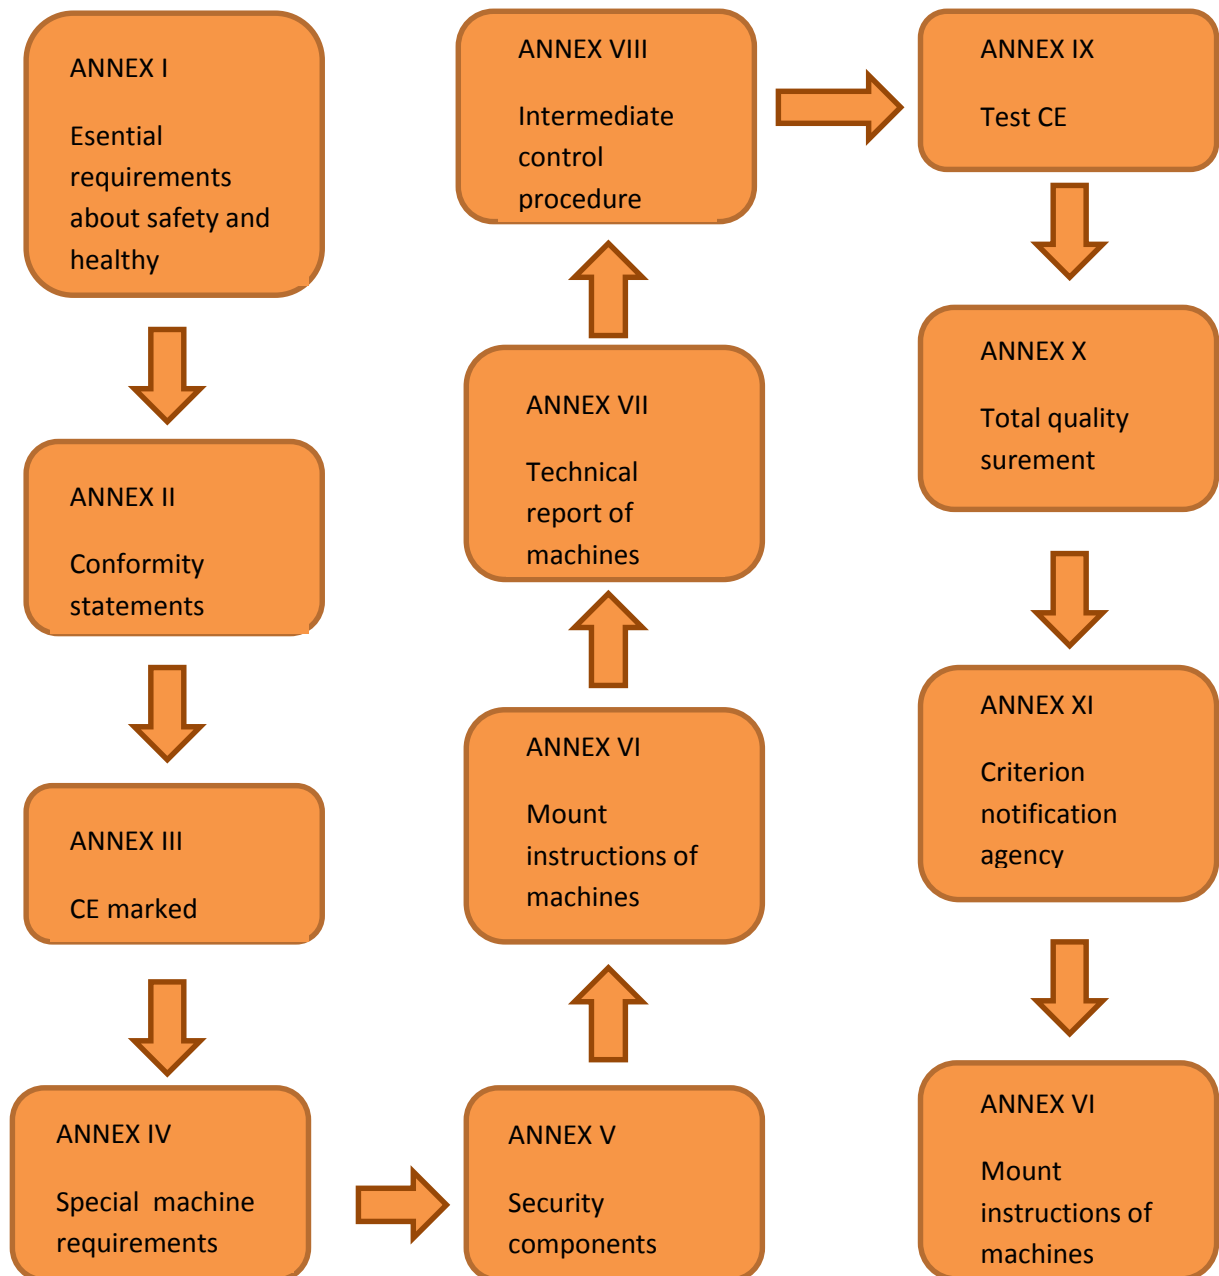 ANNEX I
Esential
requirements
about safety and
healthy
ANNEX II
Conformity
statements
ANNEX III
CE marked
ANNEX IV
Special  machine
requirements
ANNEX V
Security
components
ANNEX VI
Mount
instructions of
machines
ANNEX VII
Technical
report of
machines
ANNEX VIII
Intermediate
control
procedure
ANNEX IX
Test CE
ANNEX X
Total quality
surement
ANNEX XI
Criterion
notification
agency
ANNEX VI
Mount
instructions of
machines